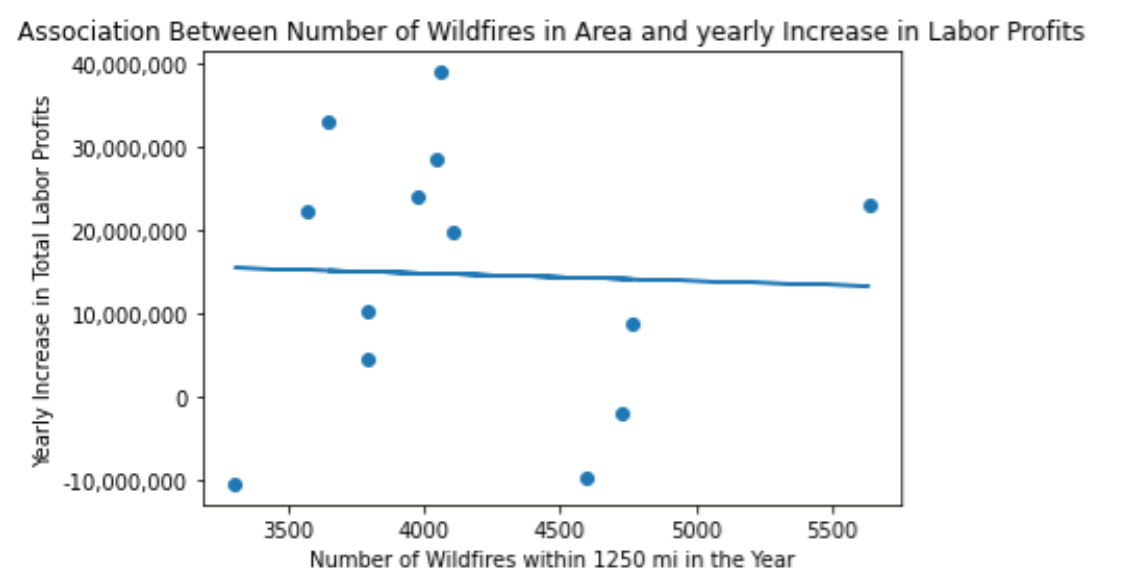 Association Between Number of Wildfires in Area and yearly Increase in Labor Profits
40,000,000
30,000,000
20,000,000
10,000,000
0
-10,000,000
Yearly Increase in Total Labor Profits
3500 4000 4500 5000 5500
Number of Wildfires within 1250 mi in the Year